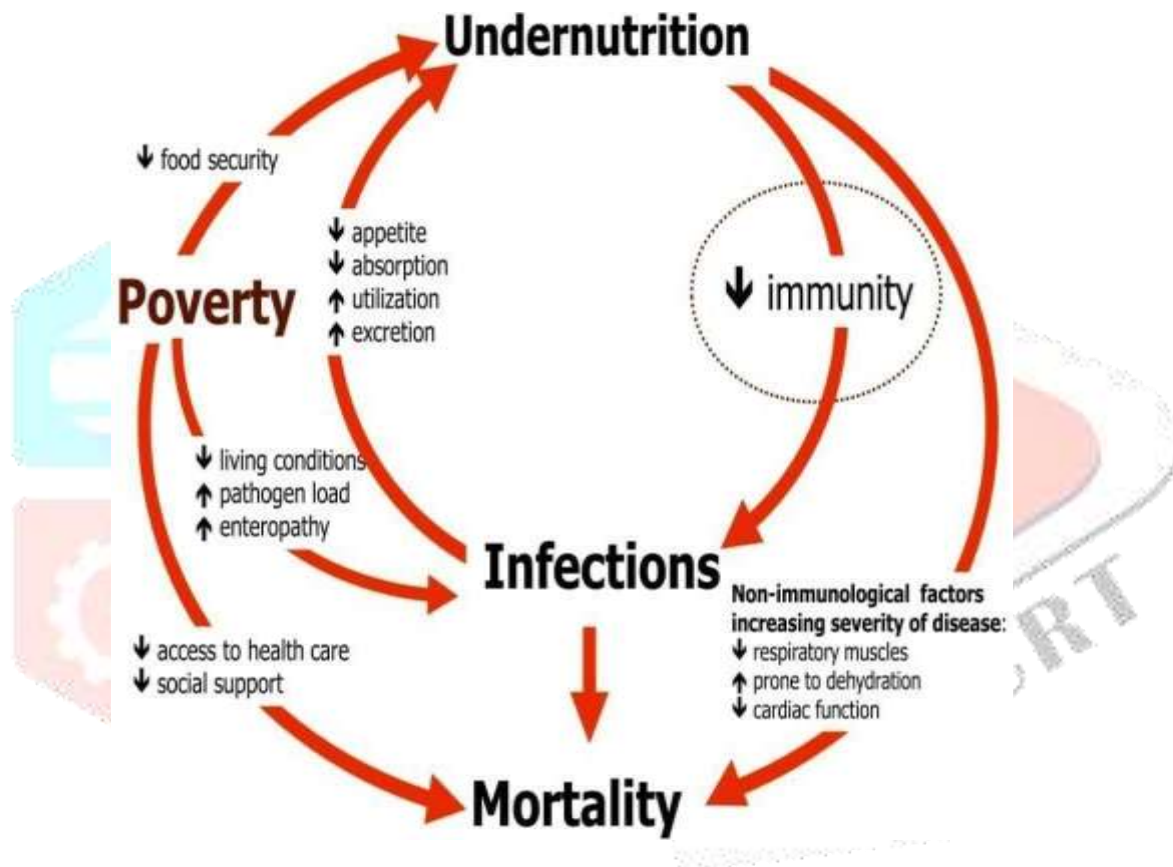 Undernutrition
↓ food security
↓ appetite
↓ absorption
↑ utilization
↑ excretion
↓ immunity
Poverty
↓ living conditions
↑ pathogen load
↑ enteropathy
Infections
Non-immunological factors
increasing severity of disease:
↓ respiratory muscles
↑ prone to dehydration
↓ cardiac function
↓ access to health care
↓ social support
Mortality